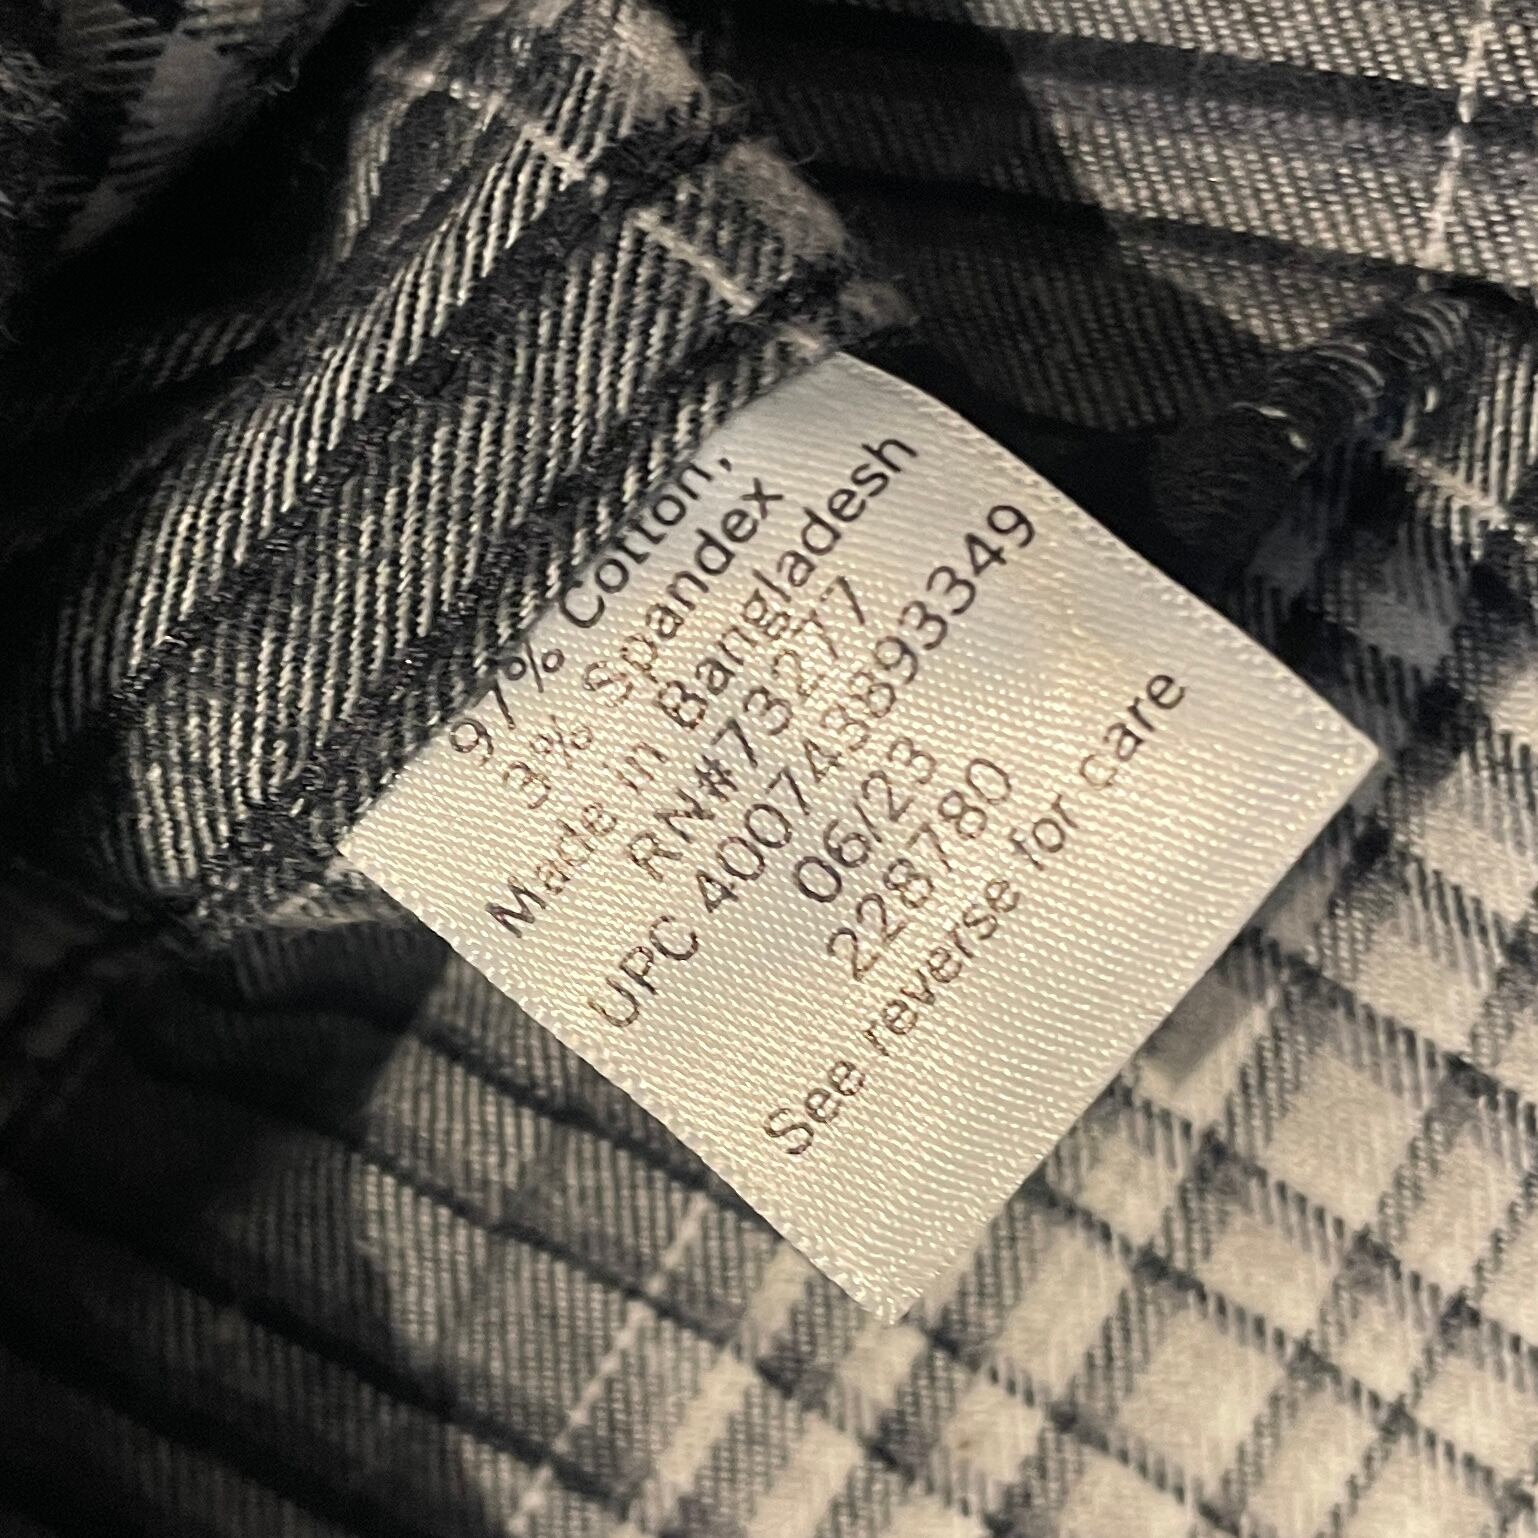 97% Cotton,
3% Spandex
Made in Bangladesh
RN#73277
UPC 400743893349
06/23
228780
See reverse for care